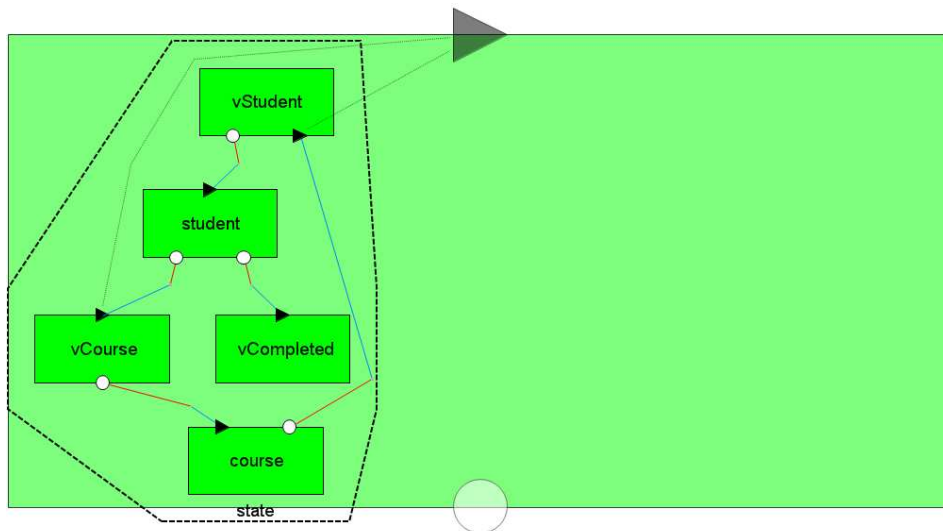 vStudent
student
vCourse
vCompleted
course
state